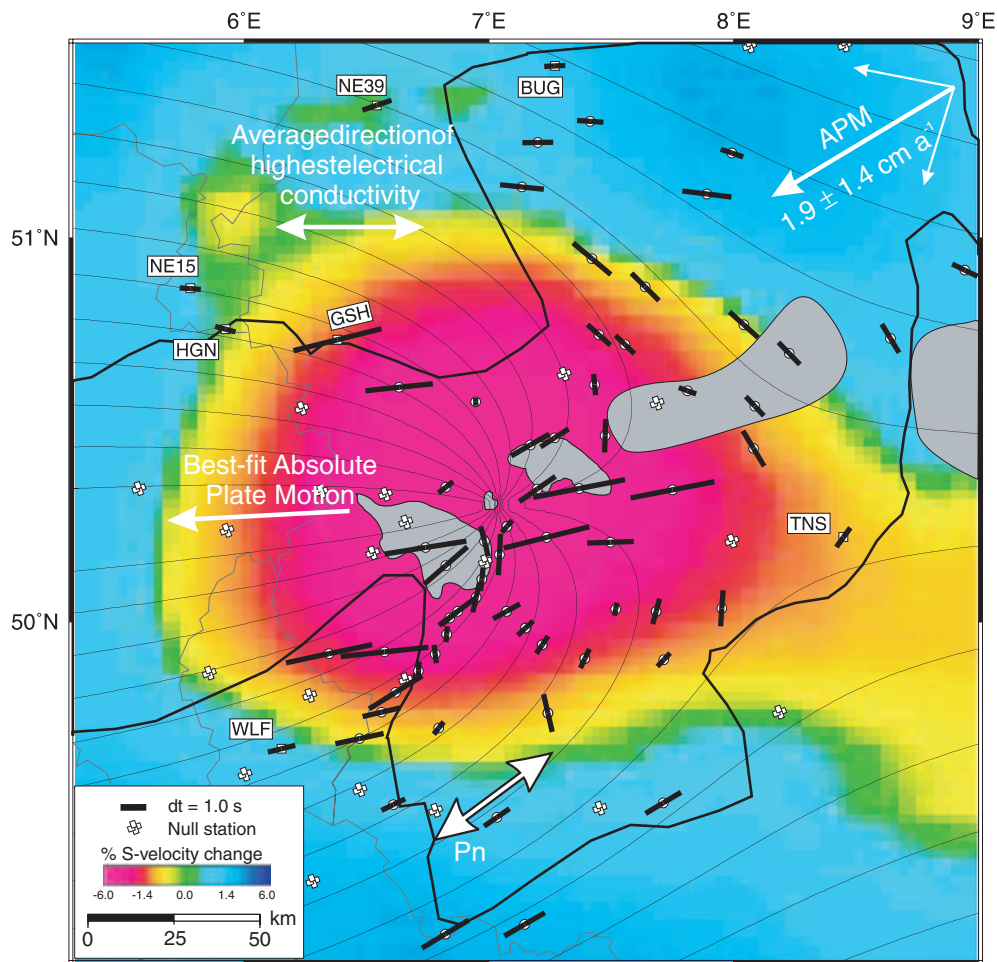 6°E 7°E 8°E 9°E
NE39
BUG
Averagedirectionof
highestelectrical
conductivity
APM
1.9 ± 1.4 cm a⁻¹
51°N
NE15
GSH
HGN
Best-fit Absolute
Plate Motion
TNS
50°N
WLF
Pn
dt = 1.0 s
Null station
% S-velocity change
-6.0 -1.4 0.0 1.4 6.0
km
0 25 50